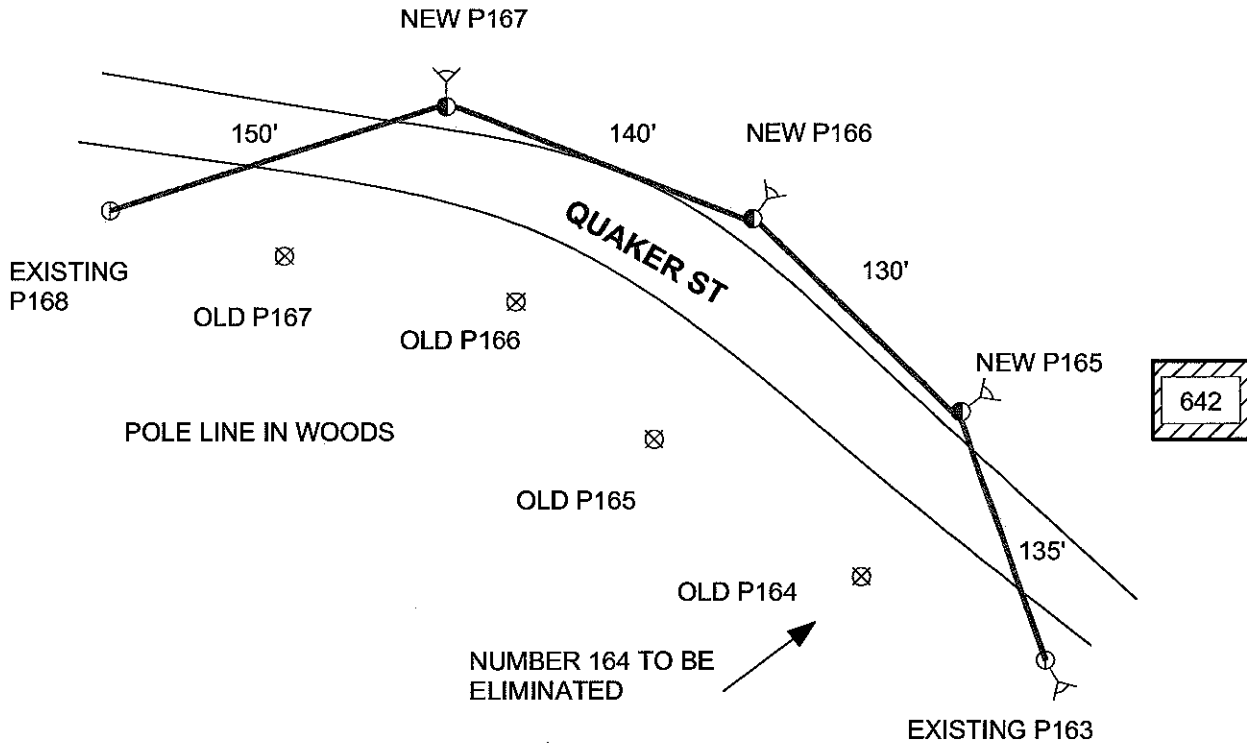 NEW P167
150'
140'
NEW P166
QUAKER ST
130'
EXISTING
P168
OLD P167
OLD P166
NEW P165
642
POLE LINE IN WOODS
OLD P165
135'
OLD P164
NUMBER 164 TO BE
ELIMINATED
EXISTING P163